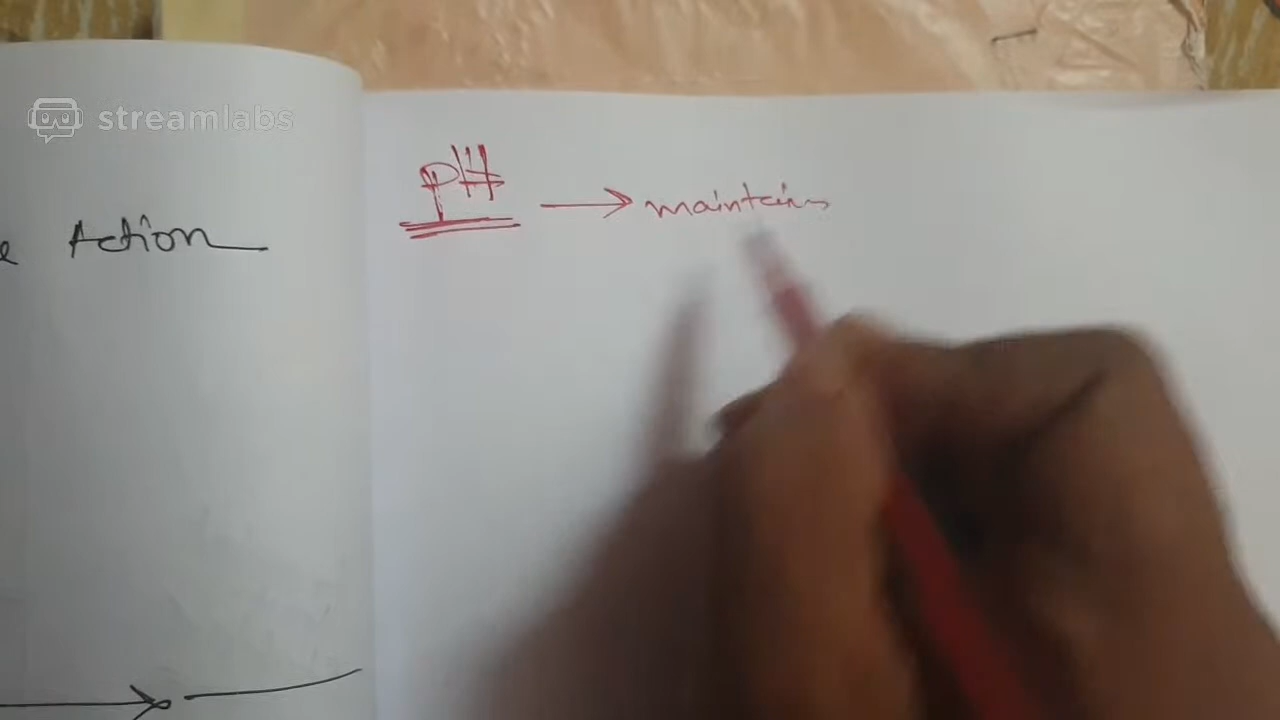 streamlabs
Action
pH → maintains